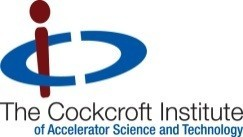 The Cockcroft Institute
of Accelerator Science and Technology